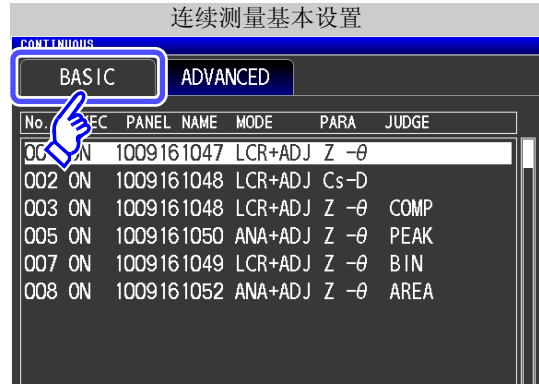 连续测量基本设置
CONTINUOUS
BASIC ADVANCED
No. EC PANEL NAME MODE PARA JUDGE
00 ON 1009161047 LCR+ADJ Z -θ
002 ON 1009161048 LCR+ADJ Cs-D
003 ON 1009161048 LCR+ADJ Z -θ COMP
005 ON 1009161050 ANA+ADJ Z -θ PEAK
007 ON 1009161049 LCR+ADJ Z -θ BIN
008 ON 1009161052 ANA+ADJ Z -θ AREA